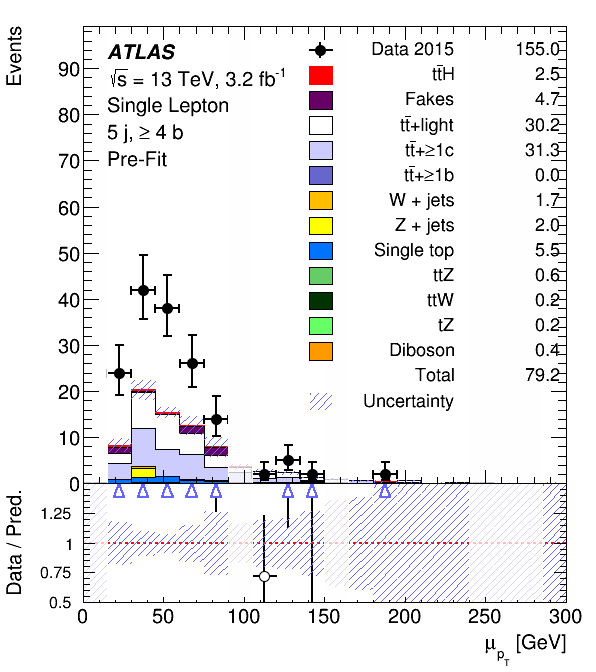 Events
ATLAS
√s = 13 TeV, 3.2 fb⁻¹
Single Lepton
5 j, ≥ 4 b
Pre-Fit
Data 2015 155.0
tt̄H 2.5
Fakes 4.7
tt̄+light 30.2
tt̄+≥1c 31.3
tt̄+≥1b 0.0
W + jets 1.7
Z + jets 2.0
Single top 5.5
ttZ 0.6
ttW 0.2
tZ 0.2
Diboson 0.4
Total 79.2
Uncertainty
90
80
70
60
50
40
30
20
10
0
Data / Pred.
1.25
1
0.75
0.5
0 50 100 150 200 250 300
μ_pT [GeV]